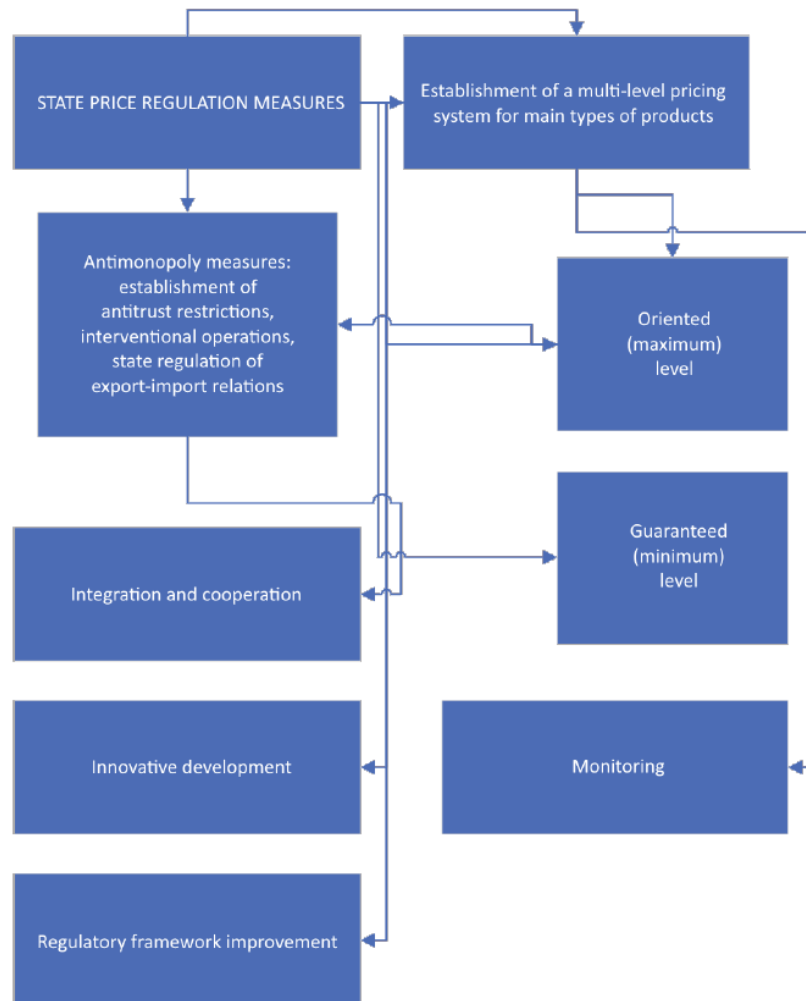 STATE PRICE REGULATION MEASURES
Establishment of a multi-level pricing
system for main types of products
Antimonopoly measures:
establishment of
antitrust restrictions,
interventional operations,
state regulation of
export-import relations
Oriented
(maximum)
level
Guaranteed
(minimum)
level
Integration and cooperation
Innovative development
Monitoring
Regulatory framework improvement